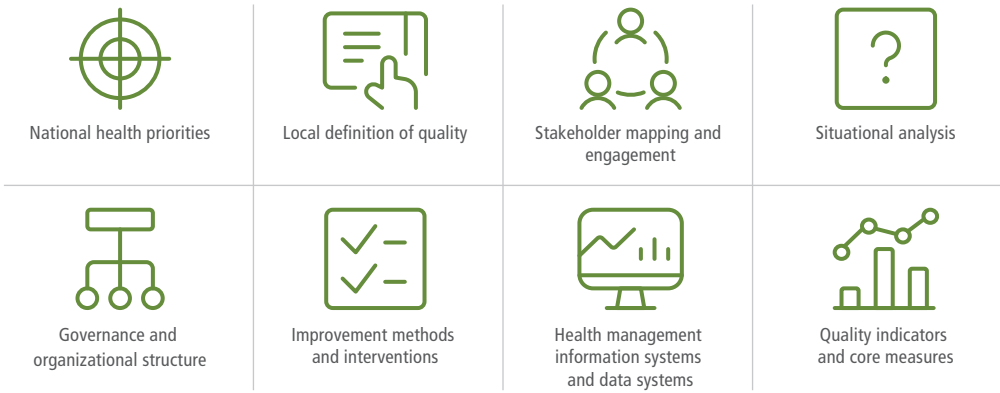 National health priorities
Local definition of quality
Stakeholder mapping and
engagement
Situational analysis
?
Governance and
organizational structure
Improvement methods
and interventions
Health management
information systems
and data systems
Quality indicators
and core measures